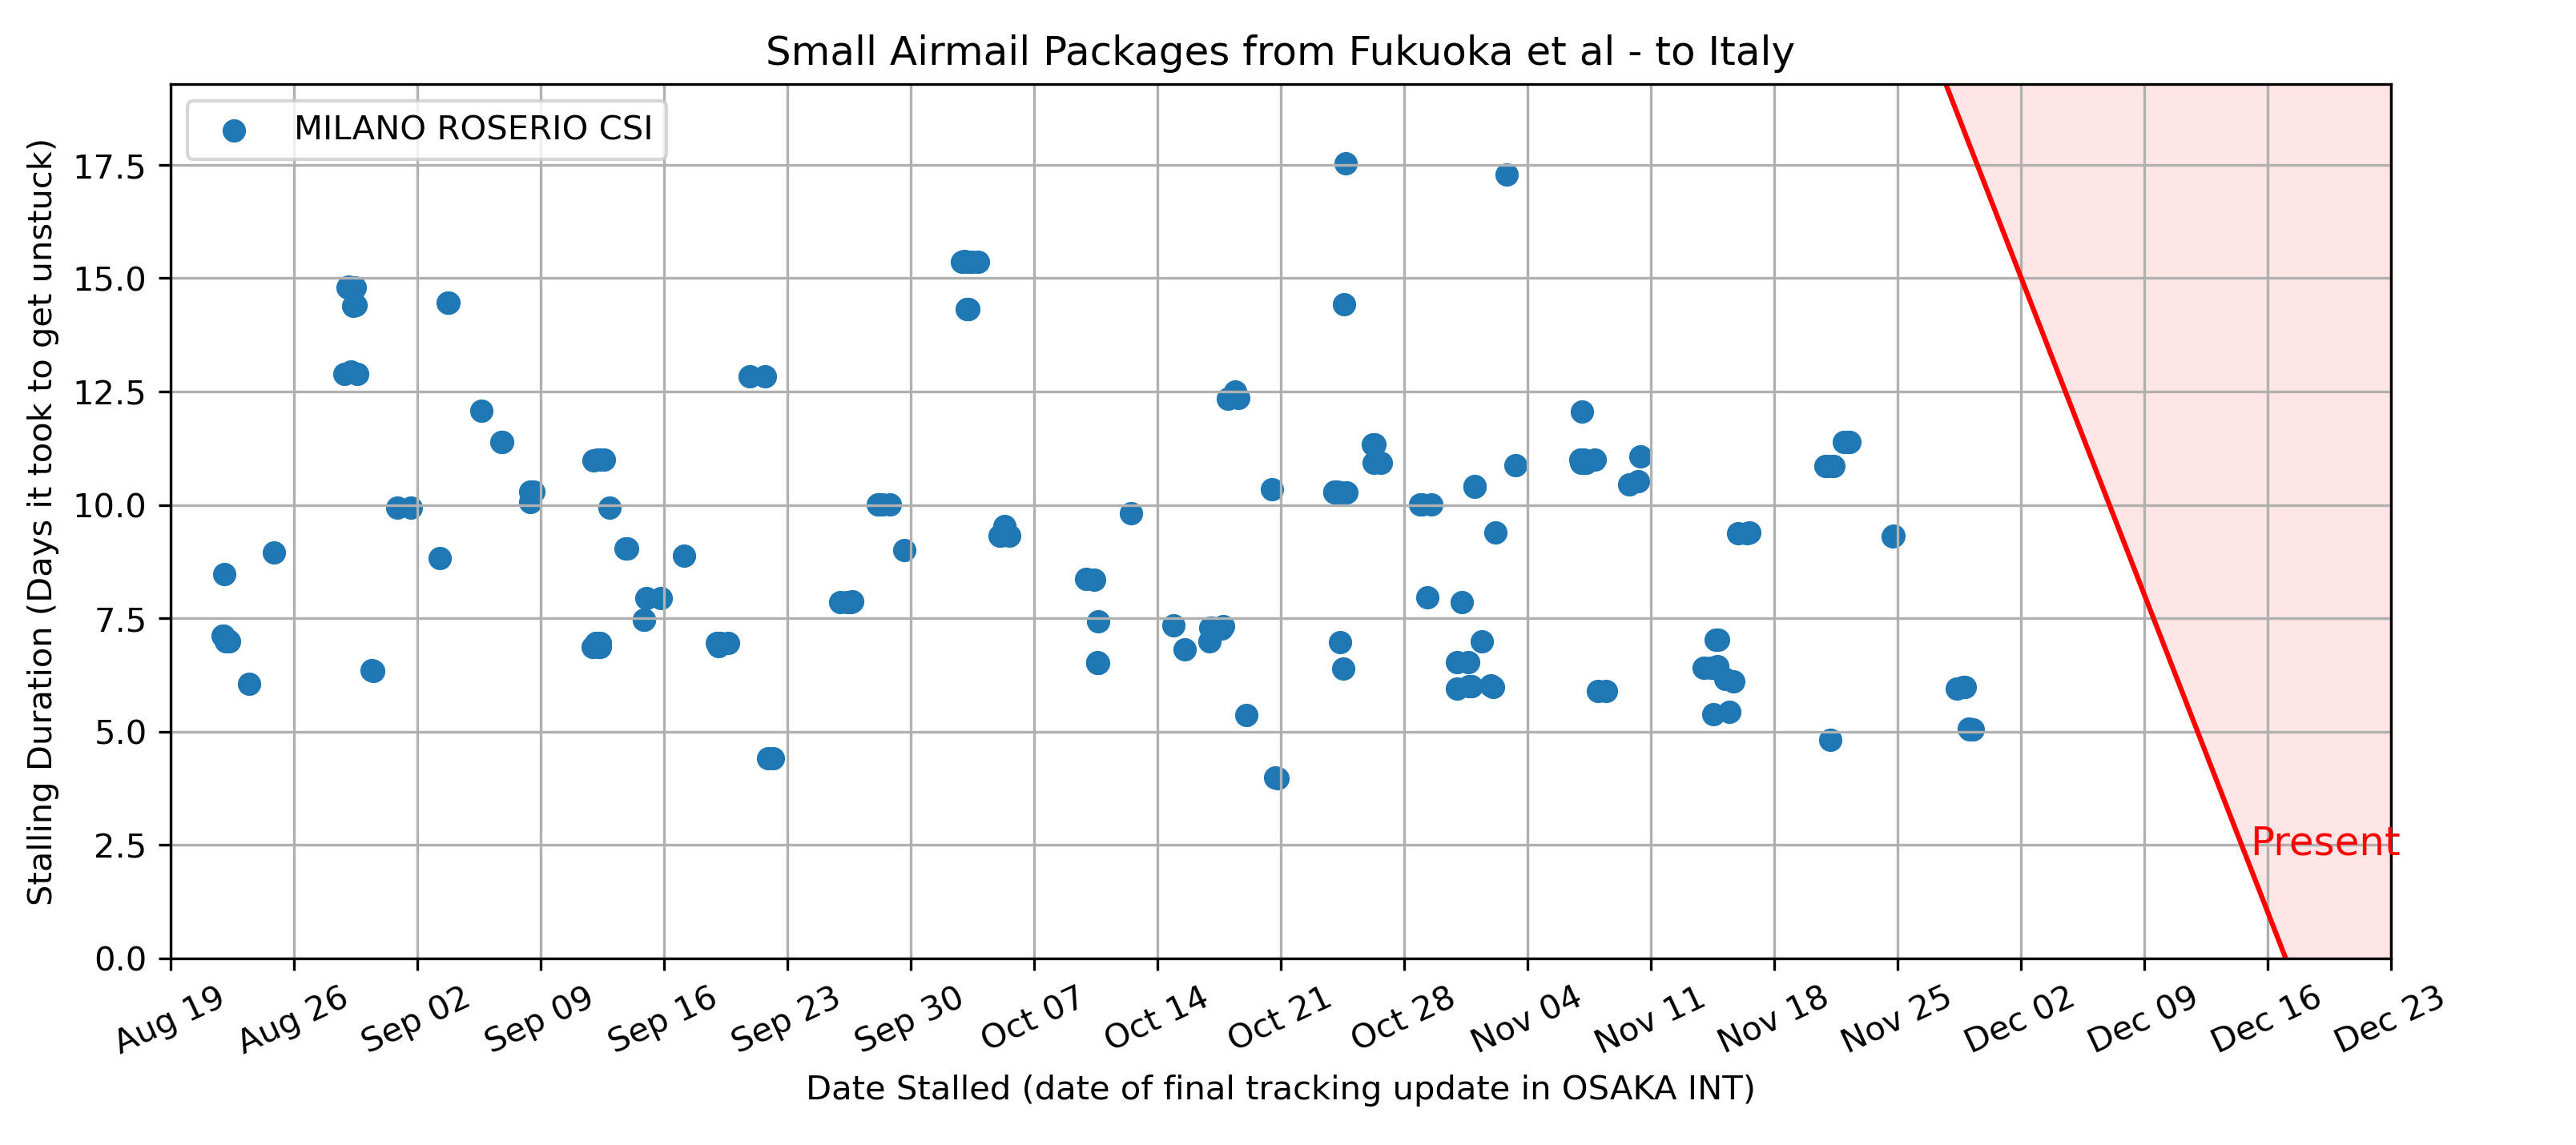 Small Airmail Packages from Fukuoka et al - to Italy
MILANO ROSERIO CSI
Stalling Duration (Days it took to get unstuck)
17.5
15.0
12.5
10.0
7.5
5.0
2.5
0.0
Present
Aug 19
Aug 26
Sep 02
Sep 09
Sep 16
Sep 23
Sep 30
Oct 07
Oct 14
Oct 21
Oct 28
Nov 04
Nov 11
Nov 18
Nov 25
Dec 02
Dec 09
Dec 16
Dec 23
Date Stalled (date of final tracking update in OSAKA INT)